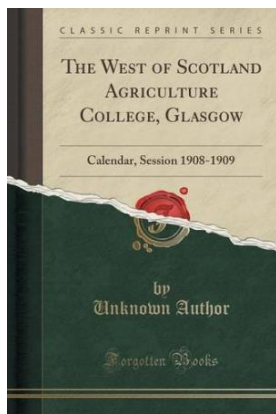 CLASSIC REPRINT SERIES
THE WEST OF SCOTLAND
AGRICULTURE
COLLEGE, GLASGOW
Calendar, Session 1908-1909
by
Unknown Author
Forgotten Books